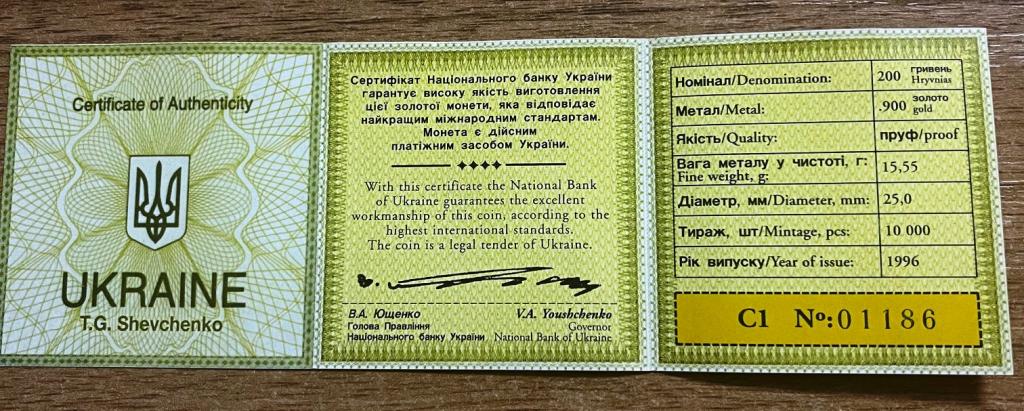 Certificate of Authenticity
UKRAINE
T.G. Shevchenko
Сертифікат Національного банку України
гарантує високу якість виготовлення
цієї золотої монети, яка відповідає
найкращим міжнародним стандартам.
Монета є дійсним
платіжним засобом України.
With this certificate the National Bank
of Ukraine guarantees the excellent
workmanship of this coin, according to the
highest international standards.
The coin is a legal tender of Ukraine.
В.А. Ющенко
Голова Правління
Національного банку України
V.A. Youshchenko
Governor
National Bank of Ukraine
Номінал/Denomination: 200 гривень
Hryvnias
Метал/Metal: .900 золото
gold
Якість/Quality: пруф/proof
Вага металу у чистоті, г: 15,55
Fine weight, g:
Діаметр, мм/Diameter, mm: 25,0
Тираж, шт/Mintage, pcs: 10 000
Рік випуску/Year of issue: 1996
C1 №:01186